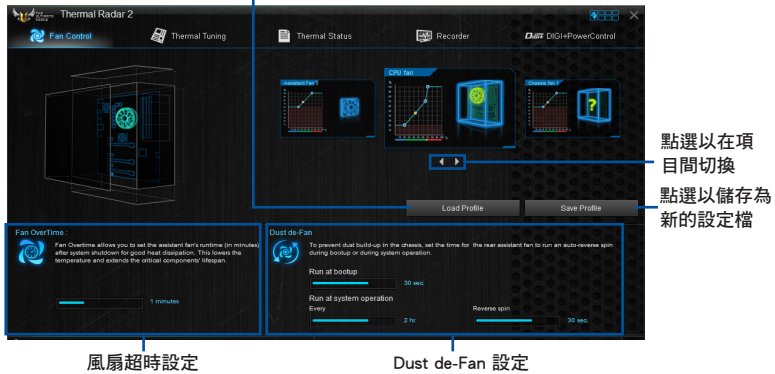 THE ULTIMATE FORCE
Thermal Radar 2
Fan Control
Thermal Tuning
Thermal Status
Recorder
DIGI+ DIGI+PowerControl
Assistant Fan 1
CPU fan
Chassis fan 1
?
點選以在項
目間切換
點選以儲存為
新的設定檔
Load Profile
Save Profile
Fan OverTime :
Fan Overtime allows you to set the assistant fan's runtime (in minutes)
after system shutdown for good heat dissipation. This lowers the
temperature and extends the critical components' lifespan.
1 minutes
Dust de-Fan
To prevent dust build-up in the chassis, set the time for the rear assistant fan to run an auto-reverse spin
during bootup or during system operation.
Run at bootup
30 sec.
Run at system operation
Every
Reverse spin
2 hr.
30 sec.
風扇超時設定
Dust de-Fan 設定